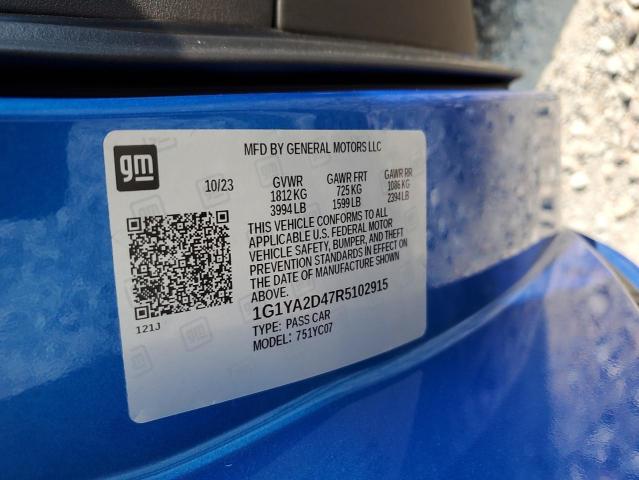 gm
MFD BY GENERAL MOTORS LLC
10/23 GVWR GAWR FRT GAWR RR
1812 KG 725 KG 1086 KG
3994 LB 1599 LB 2394 LB
THIS VEHICLE CONFORMS TO ALL
APPLICABLE U.S. FEDERAL MOTOR
VEHICLE SAFETY, BUMPER, AND THEFT
PREVENTION STANDARDS IN EFFECT ON
THE DATE OF MANUFACTURE SHOWN
ABOVE.
1G1YA2D47R5102915
TYPE: PASS CAR
MODEL: 751YC07
121J